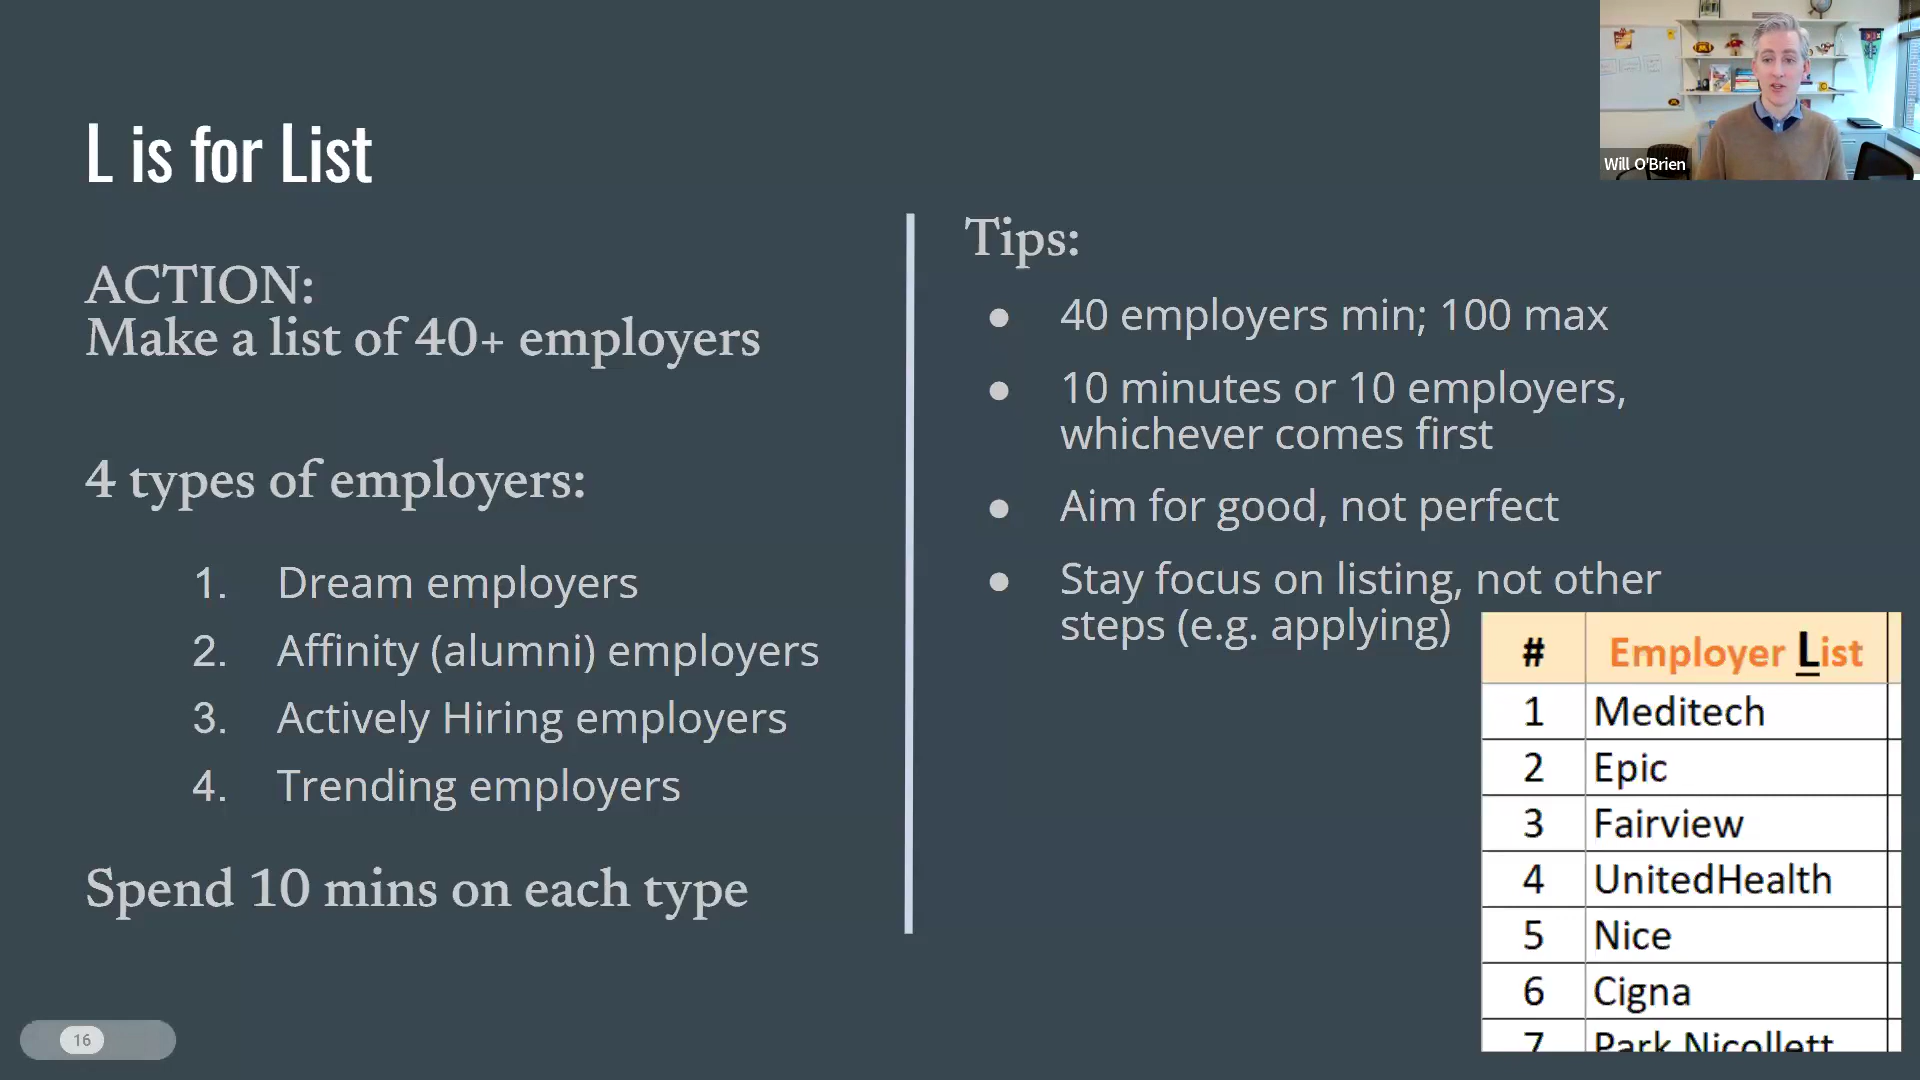 L is for List
ACTION:
Make a list of 40+ employers
4 types of employers:
1. Dream employers
2. Affinity (alumni) employers
3. Actively Hiring employers
4. Trending employers
Spend 10 mins on each type
Tips:
● 40 employers min; 100 max
● 10 minutes or 10 employers,
whichever comes first
● Aim for good, not perfect
● Stay focus on listing, not other
steps (e.g. applying)
# Employer List
1 Meditech
2 Epic
3 Fairview
4 UnitedHealth
5 Nice
6 Cigna
7 Park Nicollett
Will O'Brien
16